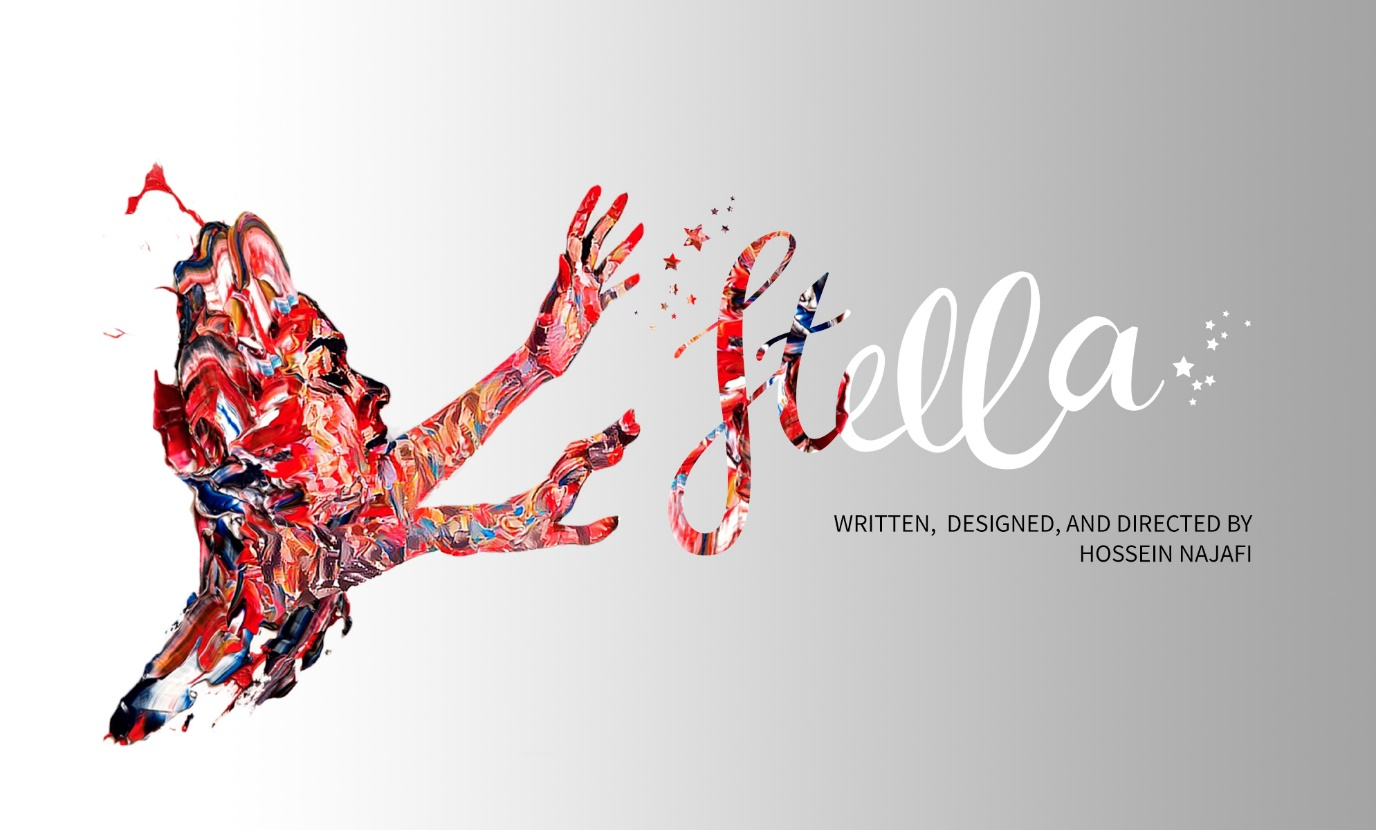 Stella
WRITTEN,  DESIGNED, AND DIRECTED BY
HOSSEIN NAJAFI